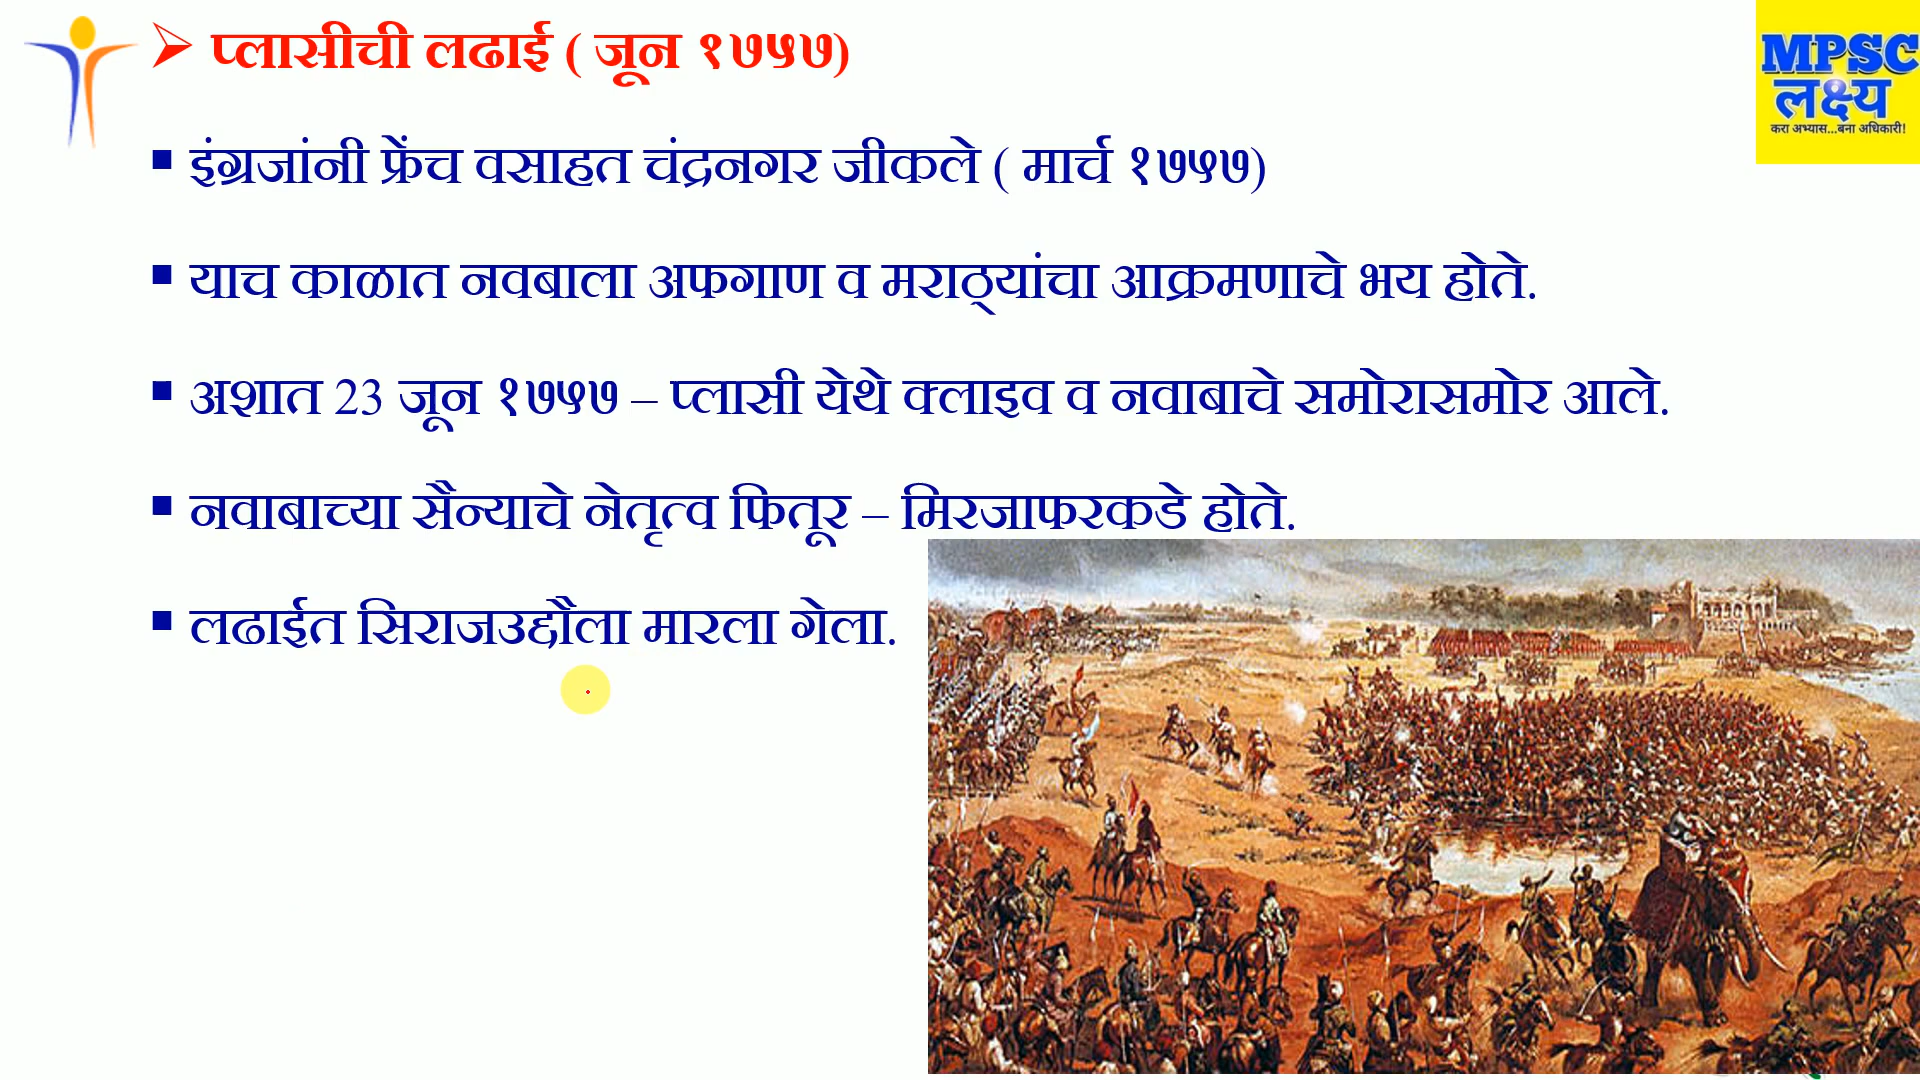 प्लासीची लढाई ( जून १७५७)
MPSC
लक्ष्य
करा अभ्यास...बना अधिकारी!
इंग्रजांनी फ्रेंच वसाहत चंद्रनगर जीकले ( मार्च १७५७)
याच काळात नवबाला अफगाण व मराठ्यांचा आक्रमणाचे भय होते.
अशात 23 जून १७५७ – प्लासी येथे क्लाइव व नवाबाचे समोरासमोर आले.
नवाबाच्या सैन्याचे नेतृत्व फितूर – मिरजाफरकडे होते.
लढाईत सिराजउद्दौला मारला गेला.